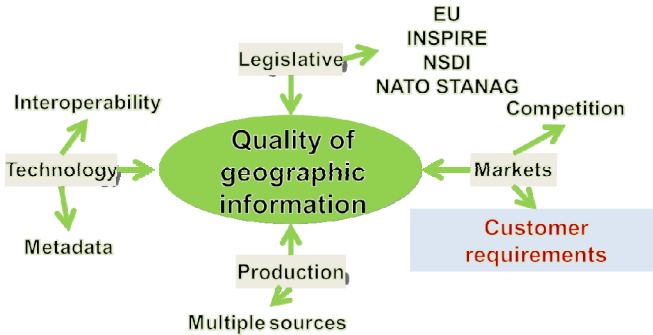 EU
INSPIRE
NSDI
NATO STANAG
Legislative
Interoperability
Competition
Quality of
geographic
information
Technology
Markets
Metadata
Customer
requirements
Production
Multiple sources